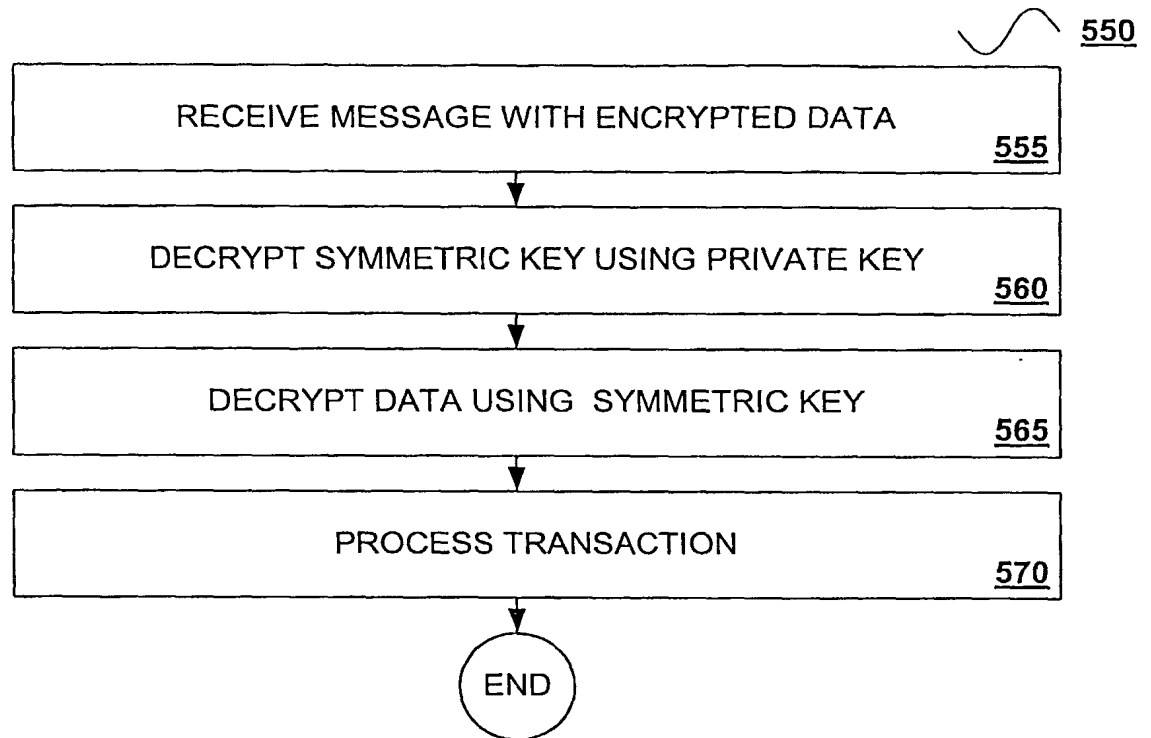 550
RECEIVE MESSAGE WITH ENCRYPTED DATA
555
DECRYPT SYMMETRIC KEY USING PRIVATE KEY
560
DECRYPT DATA USING SYMMETRIC KEY
565
PROCESS TRANSACTION
570
END